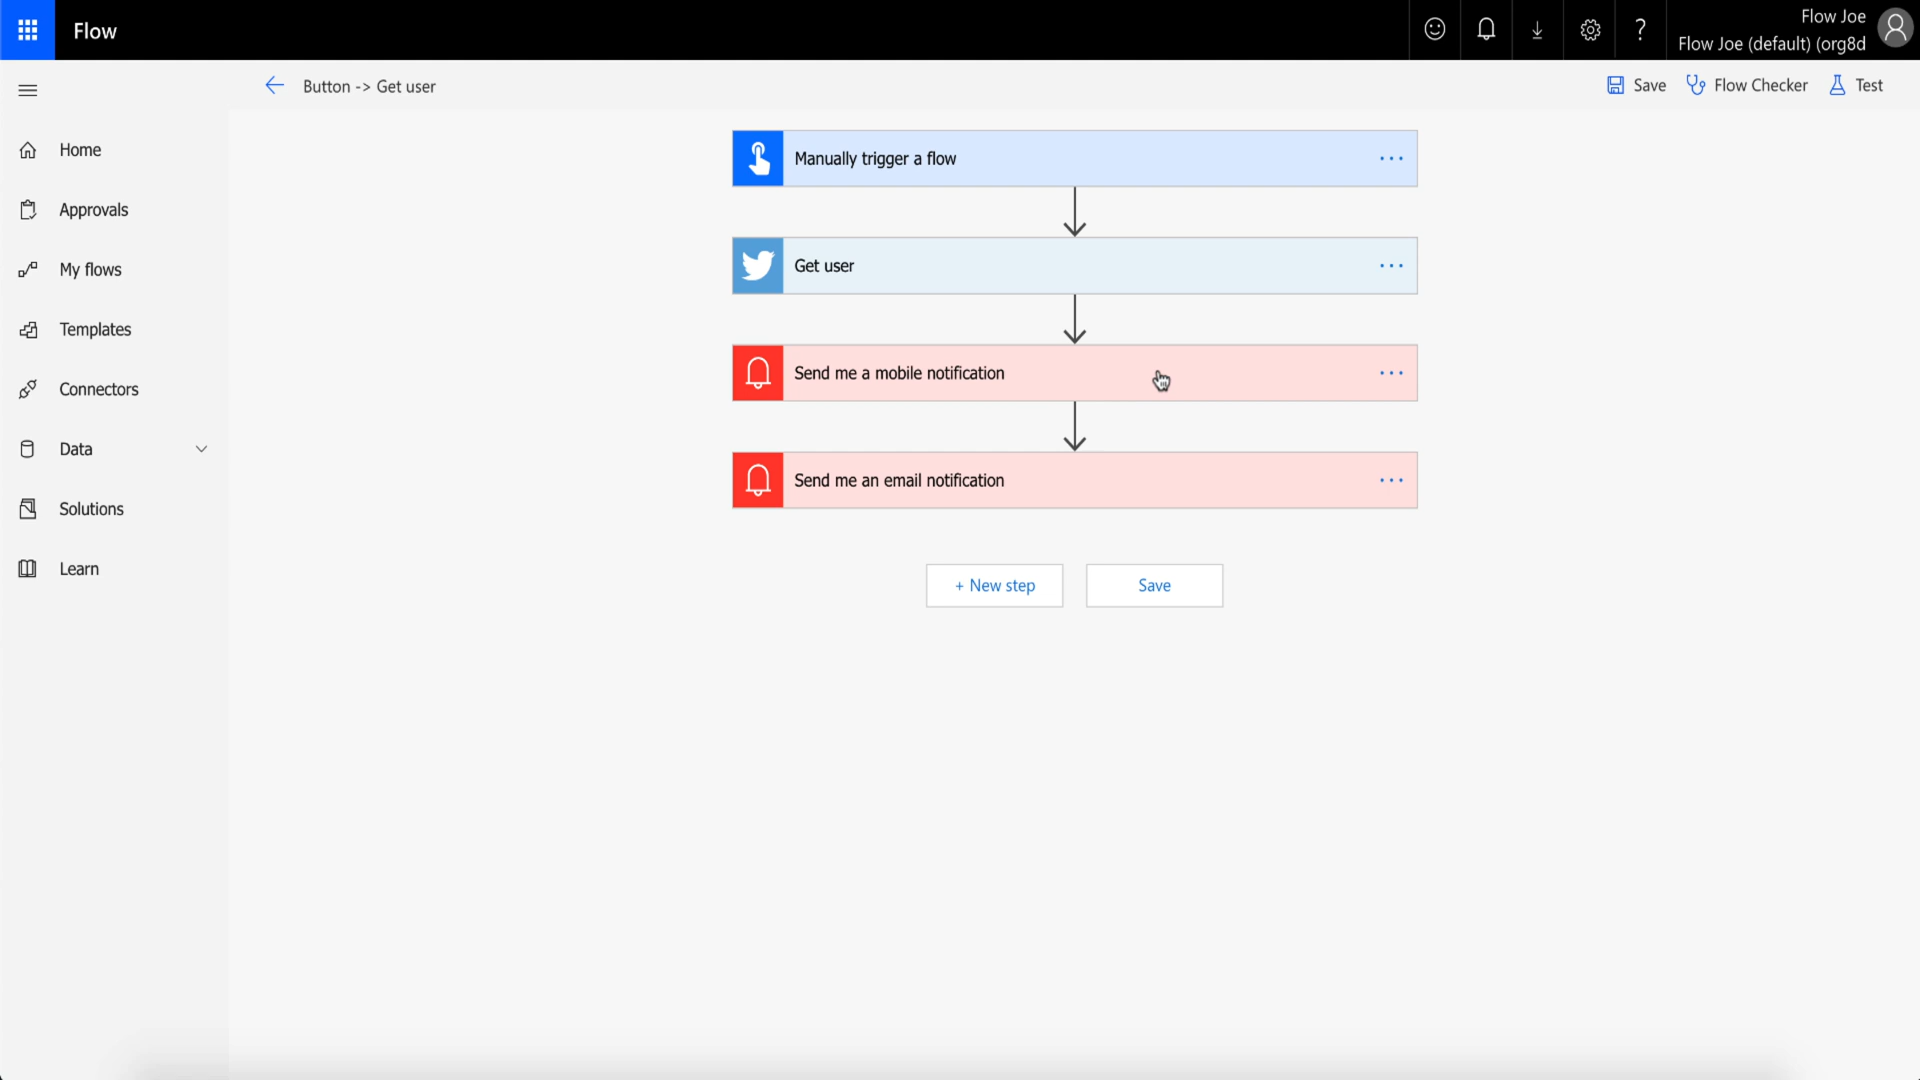 Flow
Flow Joe
Flow Joe (default) (org8d
Button -> Get user
Save
Flow Checker
Test
Home
Approvals
My flows
Templates
Connectors
Data
Solutions
Learn
Manually trigger a flow
Get user
Send me a mobile notification
Send me an email notification
+ New step
Save